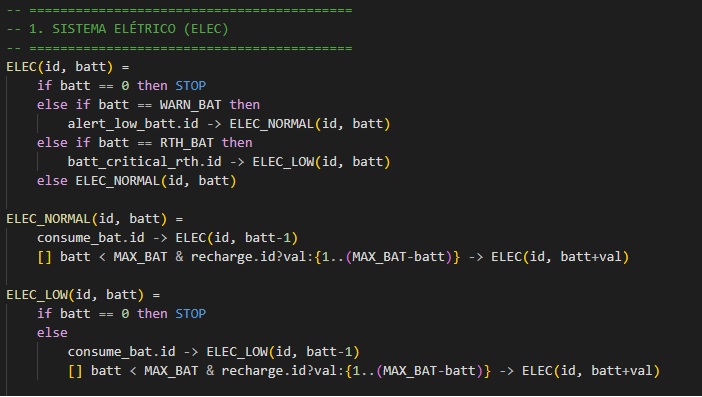 -- ==========================================
-- 1. SISTEMA ELÉTRICO (ELEC)
-- ==========================================
ELEC(id, batt) =
    if batt == 0 then STOP
    else if batt == WARN_BAT then
        alert_low_batt.id -> ELEC_NORMAL(id, batt)
    else if batt == RTH_BAT then
        batt_critical_rth.id -> ELEC_LOW(id, batt)
    else ELEC_NORMAL(id, batt)

ELEC_NORMAL(id, batt) =
    consume_bat.id -> ELEC(id, batt-1)
    [] batt < MAX_BAT & recharge.id?val:{1..(MAX_BAT-batt)} -> ELEC(id, batt+val)

ELEC_LOW(id, batt) =
    if batt == 0 then STOP
    else
        consume_bat.id -> ELEC_LOW(id, batt-1)
        [] batt < MAX_BAT & recharge.id?val:{1..(MAX_BAT-batt)} -> ELEC(id, batt+val)